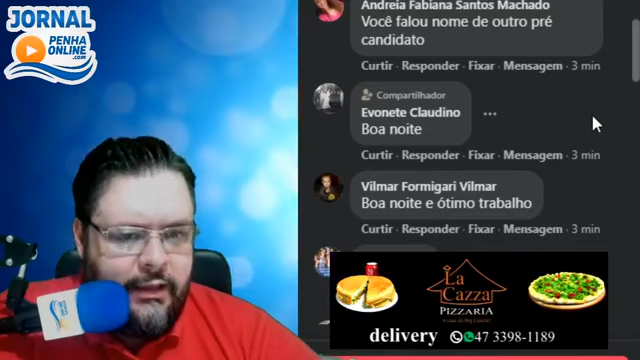 JORNAL
PENHA
ONLINE
.com
Andreia Fabiana Santos Machado
Você falou nome de outro pré
candidato
Curtir · Responder · Fixar · Mensagem · 3 min
Compartilhador
Evonete Claudino
Boa noite
Curtir · Responder · Fixar · Mensagem · 3 min
Vilmar Formigari Vilmar
Boa noite e ótimo trabalho
Curtir · Responder · Fixar · Mensagem · 3 min
La
Cazza
PIZZARIA
delivery 47 3398-1189